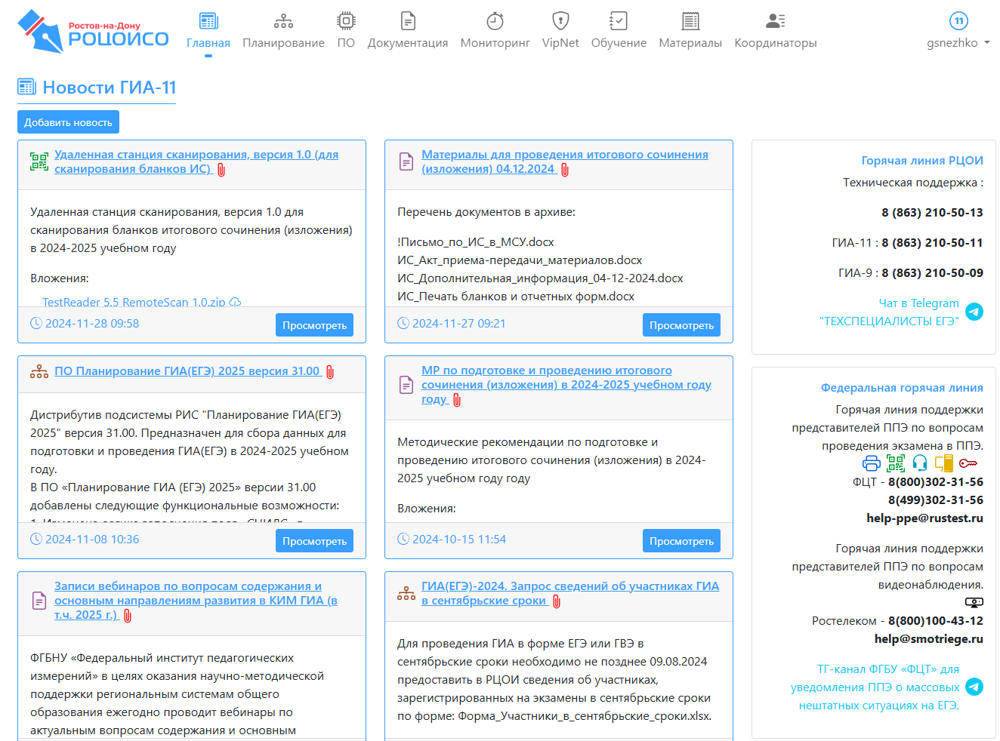 Ростов-на-Дону
РОЦОИСО
Главная
Планирование
ПО
Документация
Мониторинг
VipNet
Обучение
Материалы
Координаторы
11
gsnezhko
Новости ГИА-11
Добавить новость
Удаленная станция сканирования, версия 1.0 (для
сканирования бланков ИС)
Удаленная станция сканирования, версия 1.0 для
сканирования бланков итогового сочинения (изложения)
в 2024-2025 учебном году
Вложения:
TestReader 5.5 RemoteScan 1.0.zip
2024-11-28 09:58
Просмотреть
Материалы для проведения итогового сочинения
(изложения) 04.12.2024
Перечень документов в архиве:
!Письмо_по_ИС_в_МСУ.docx
ИС_Акт_приема-передачи_материалов.docx
ИС_Дополнительная_информация_04-12-2024.docx
ИС_Печать бланков и отчетных форм.docx
2024-11-27 09:21
Просмотреть
ПО Планирование ГИА(ЕГЭ) 2025 версия 31.00
Дистрибутив подсистемы РИС "Планирование ГИА(ЕГЭ)
2025" версия 31.00. Предназначен для сбора данных для
подготовки и проведения ГИА(ЕГЭ) в 2024-2025 учебном
году.
В ПО «Планирование ГИА (ЕГЭ) 2025» версии 31.00
добавлены следующие функциональные возможности:
2024-11-08 10:36
Просмотреть
МР по подготовке и проведению итогового
сочинения (изложения) в 2024-2025 учебном году
году
Методические рекомендации по подготовке и
проведению итогового сочинения (изложения) в 2024-
2025 учебном году году
Вложения:
2024-10-15 11:54
Просмотреть
Записи вебинаров по вопросам содержания и
основным направлениям развития в КИМ ГИА (в
т.ч. 2025 г.)
ФГБНУ «Федеральный институт педагогических
измерений» в целях оказания научно-методической
поддержки региональным системам общего
образования ежегодно проводит вебинары по
актуальным вопросам содержания и основным
ГИА(ЕГЭ)-2024. Запрос сведений об участниках ГИА
в сентябрьские сроки
Для проведения ГИА в форме ЕГЭ или ГВЭ в
сентябрьские сроки необходимо не позднее 09.08.2024
предоставить в РЦОИ сведения об участниках,
зарегистрированных на экзамены в сентябрьские сроки
по форме: Форма_Участники_в_сентябрьские_сроки.xlsx.
Горячая линия РЦОИ
Техническая поддержка :
8 (863) 210-50-13
ГИА-11 : 8 (863) 210-50-11
ГИА-9 : 8 (863) 210-50-09
Чат в Telegram
"ТЕХСПЕЦИАЛИСТЫ ЕГЭ"
Федеральная горячая линия
Горячая линия поддержки
представителей ППЭ по вопросам
проведения экзамена в ППЭ.
ФЦТ - 8(800)302-31-56
8(499)302-31-56
help-ppe@rustest.ru
Горячая линия поддержки
представителей ППЭ по вопросам
видеонаблюдения.
Ростелеком - 8(800)100-43-12
help@smotriege.ru
ТГ-канал ФГБУ «ФЦТ» для
уведомления ППЭ о массовых
нештатных ситуациях на ЕГЭ.